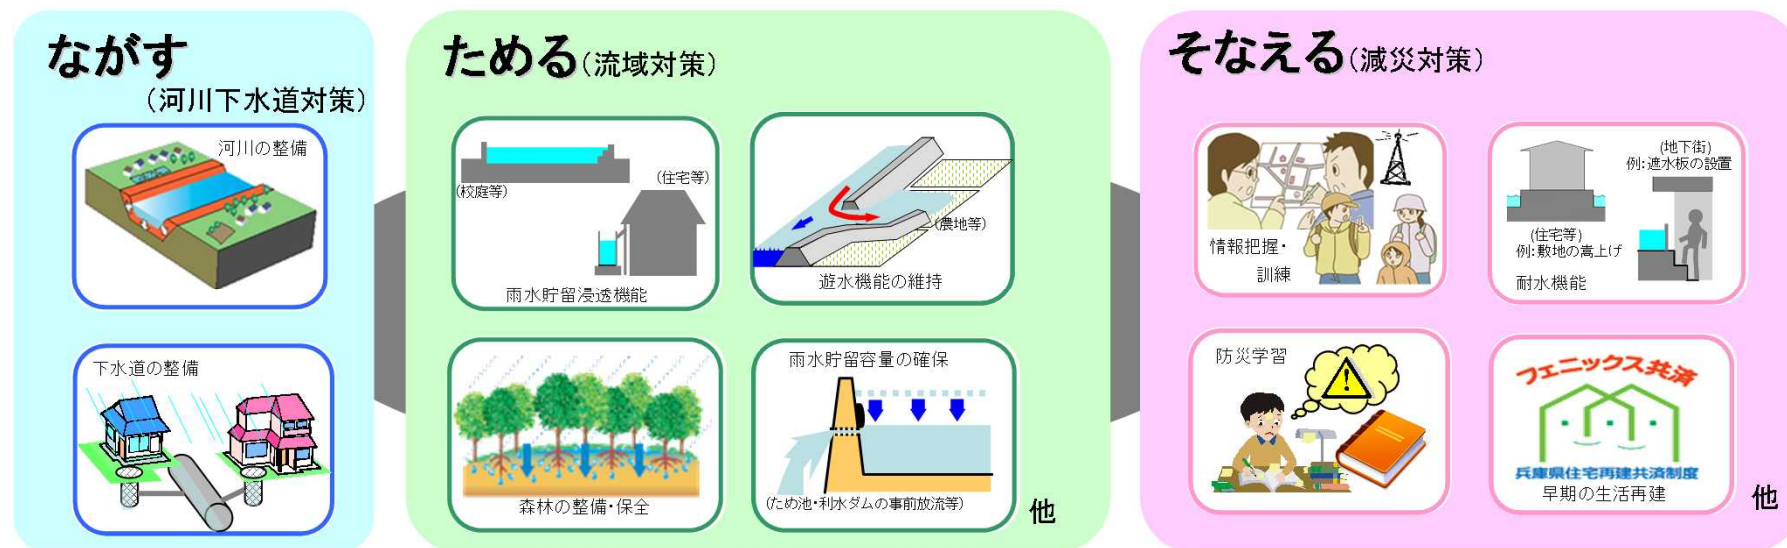 ながす
(河川下水道対策)
河川の整備
下水道の整備
ためる(流域対策)
(校庭等)
(住宅等)
雨水貯留浸透機能
(農地等)
遊水機能の維持
森林の整備・保全
雨水貯留容量の確保
(ため池・利水ダムの事前放流等)
他
そなえる(減災対策)
情報把握・
訓練
(地下街)
例:遮水板の設置
(住宅等)
例:敷地の嵩上げ
耐水機能
防災学習
フェニックス共済
兵庫県住宅再建共済制度
早期の生活再建
他